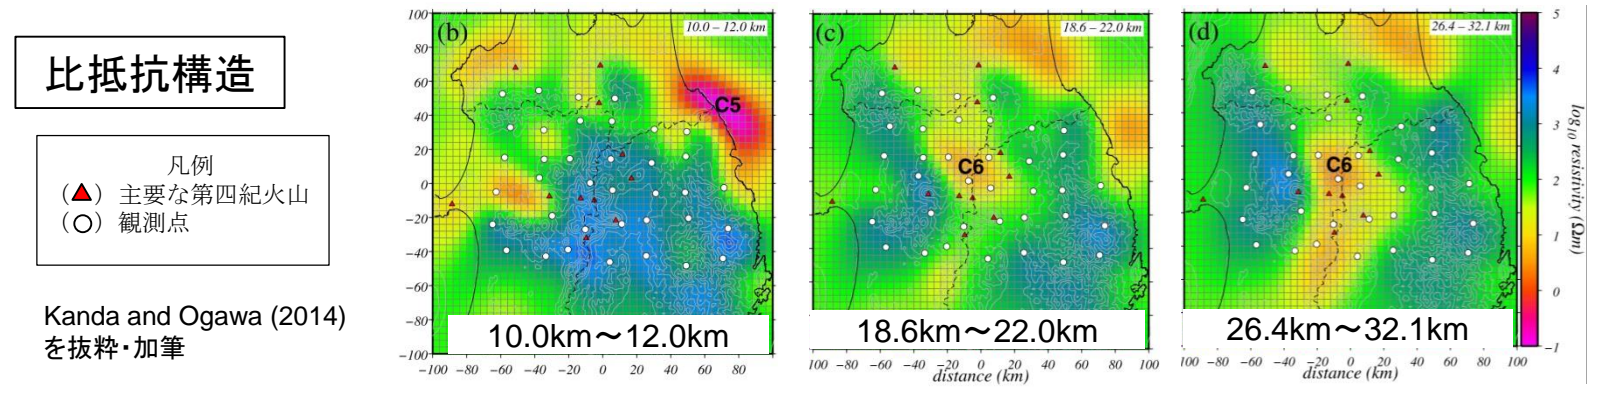 比抵抗構造
凡例
(▲) 主要な第四紀火山
(○) 観測点
Kanda and Ogawa (2014)
を抜粋・加筆
(b)
10.0 – 12.0 km
C5
100
80
60
40
20
0
−20
−40
−60
−80
−100
−100 −80 −60 −40 −20 0 20 40 60 80
10.0km～12.0km
(c)
18.6 – 22.0 km
C6
18.6km～22.0km
100 −80 −60 −40 −20 0 20 40 60 80 100
distance (km)
(d)
26.4 – 32.1 km
C6
26.4km～32.1km
100 −80 −60 −40 −20 0 20 40 60 80 100
distance (km)
5
4
3
2
1
0
−1
log10 resistivity (Ωm)